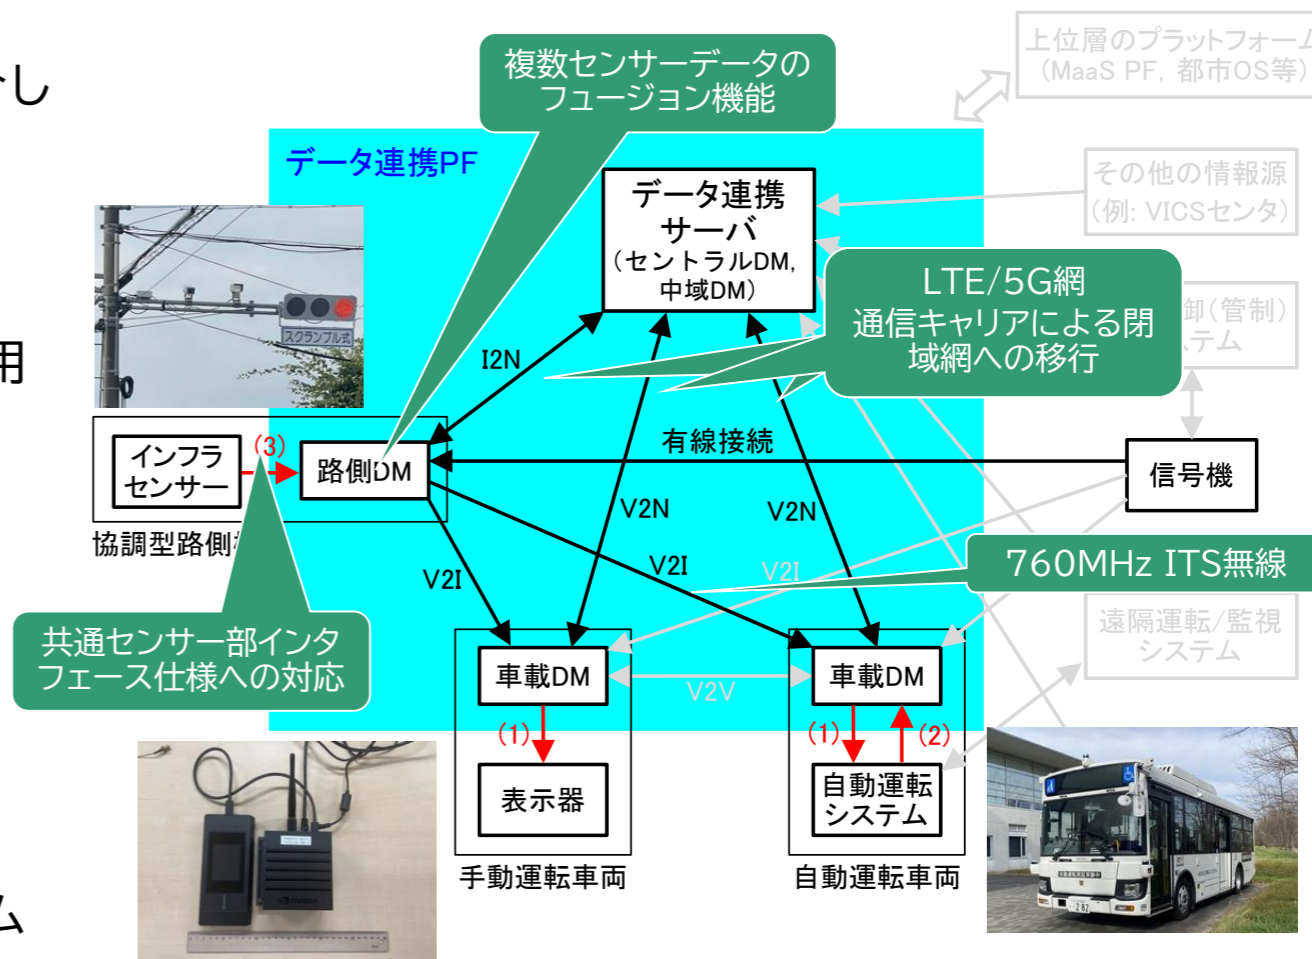 し
用
ム
複数センサーデータの
フュージョン機能
上位層のプラットフォーム
(MaaS PF, 都市OS等)
データ連携PF
データ連携
サーバ
(セントラルDM,
中域DM)
その他の情報源
(例: VICSセンタ)
LTE/5G網
通信キャリアによる閉
域網への移行
御(管制)
ステム
スクランブル式
I2N
有線接続
インフラ
センサー
(3)
路側DM
信号機
協調型路側
V2N
V2N
V2I
V2I
V2I
760MHz ITS無線
共通センサー部インタ
フェース仕様への対応
遠隔運転/監視
システム
車載DM
V2V
車載DM
(1)
(1)
(2)
表示器
自動運転
システム
手動運転車両
自動運転車両
NVIDIA
2 82